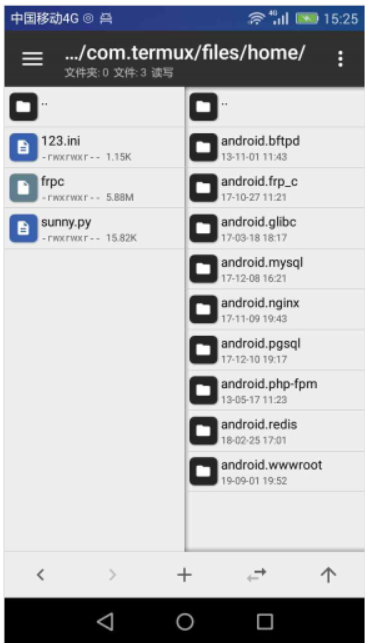 中国移动4G
4G
15:25
.../com.termux/files/home/
文件夹: 0 文件: 3 读写
..
123.ini
-rwxrwxr-- 1.15K
frpc
-rwxrwxr-- 5.88M
sunny.py
-rwxrwxr-- 15.82K
..
android.bftpd
13-11-01 11:43
android.frp_c
17-10-27 11:21
android.glibc
17-03-18 18:17
android.mysql
17-12-08 16:21
android.nginx
17-11-09 19:43
android.pgsql
17-12-10 19:17
android.php-fpm
13-05-17 11:23
android.redis
18-02-25 17:01
android.wwwroot
19-09-01 19:52